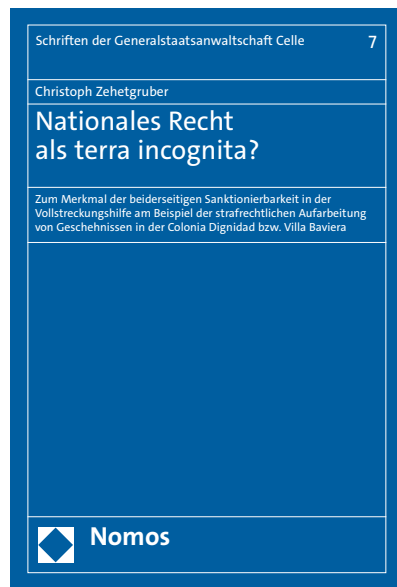 Schriften der Generalstaatsanwaltschaft Celle 7
Christoph Zehetgruber
Nationales Recht
als terra incognita?
Zum Merkmal der beiderseitigen Sanktionierbarkeit in der
Vollstreckungshilfe am Beispiel der strafrechtlichen Aufarbeitung
von Geschehnissen in der Colonia Dignidad bzw. Villa Baviera
Nomos